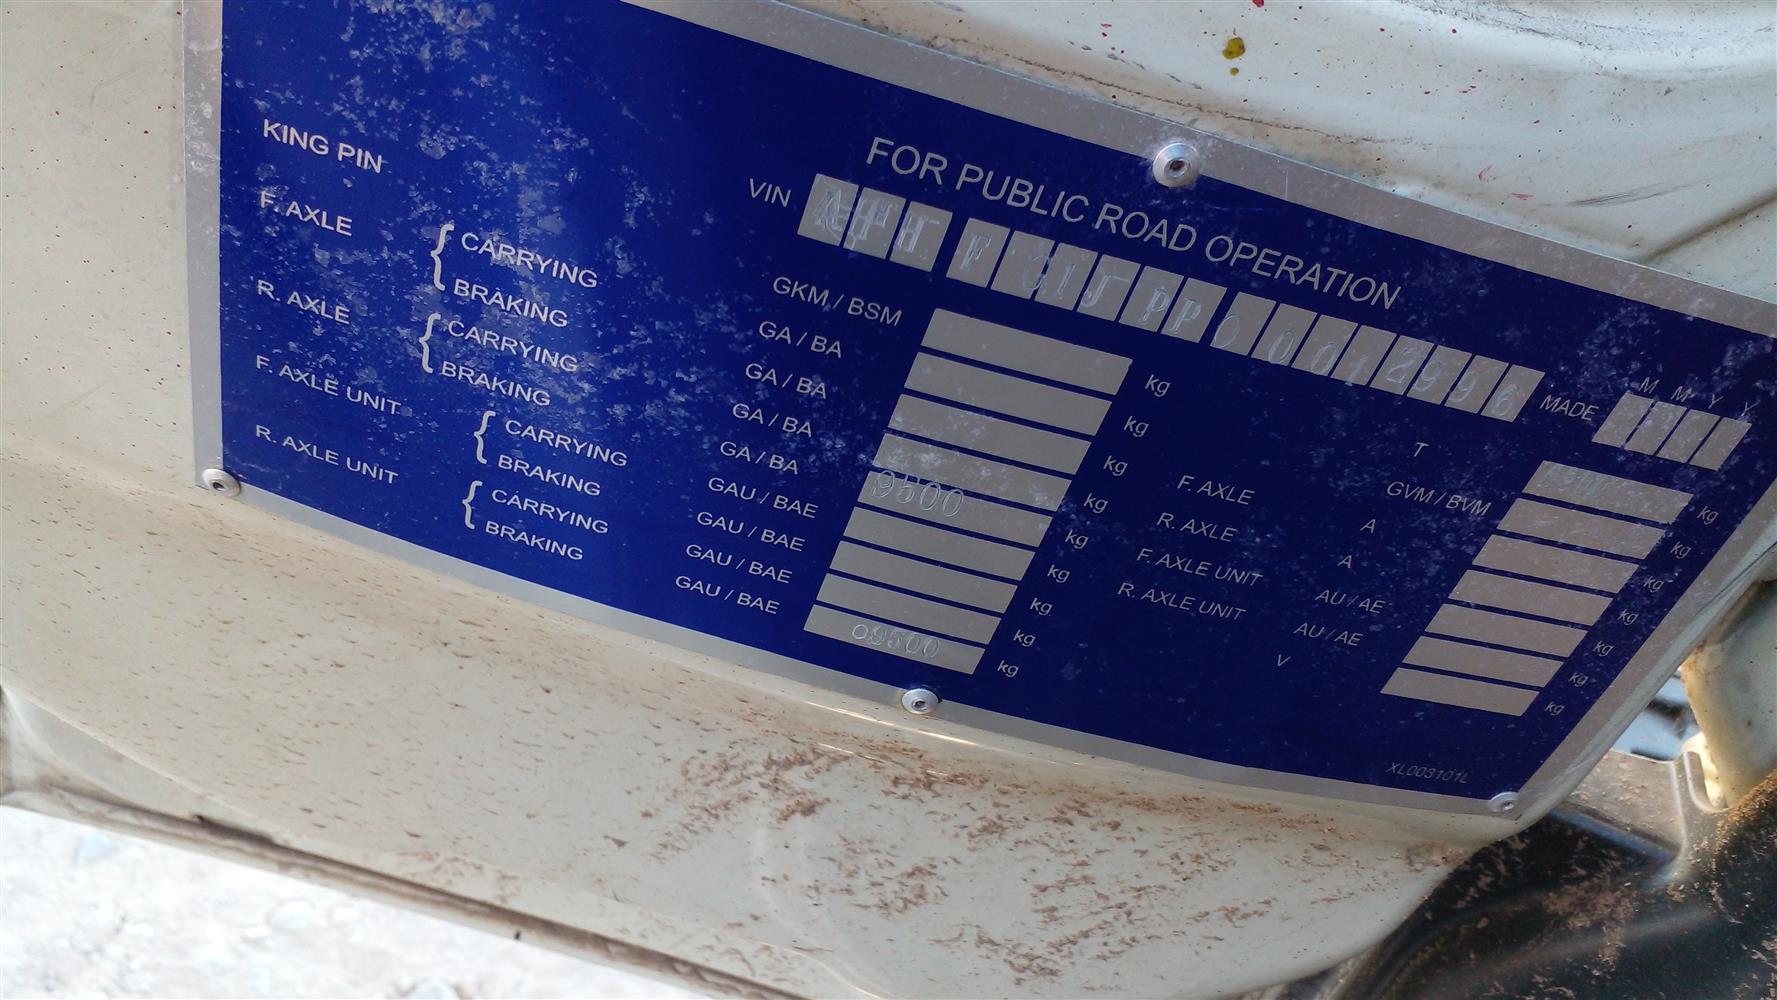 FOR PUBLIC ROAD OPERATION
VIN
MADE
M M Y Y
KING PIN
GKM / BSM
kg
T
GVM / BVM
kg
F. AXLE
CARRYING
GA / BA
kg
F. AXLE
A
kg
BRAKING
GA / BA
kg
R. AXLE
A
kg
R. AXLE
CARRYING
GA / BA
kg
F. AXLE UNIT
AU / AE
kg
BRAKING
GA / BA
9500
kg
R. AXLE UNIT
AU / AE
kg
F. AXLE UNIT
CARRYING
GAU / BAE
kg
V
kg
BRAKING
GAU / BAE
kg
kg
R. AXLE UNIT
CARRYING
GAU / BAE
kg
BRAKING
GAU / BAE
09500
kg
XL003101L